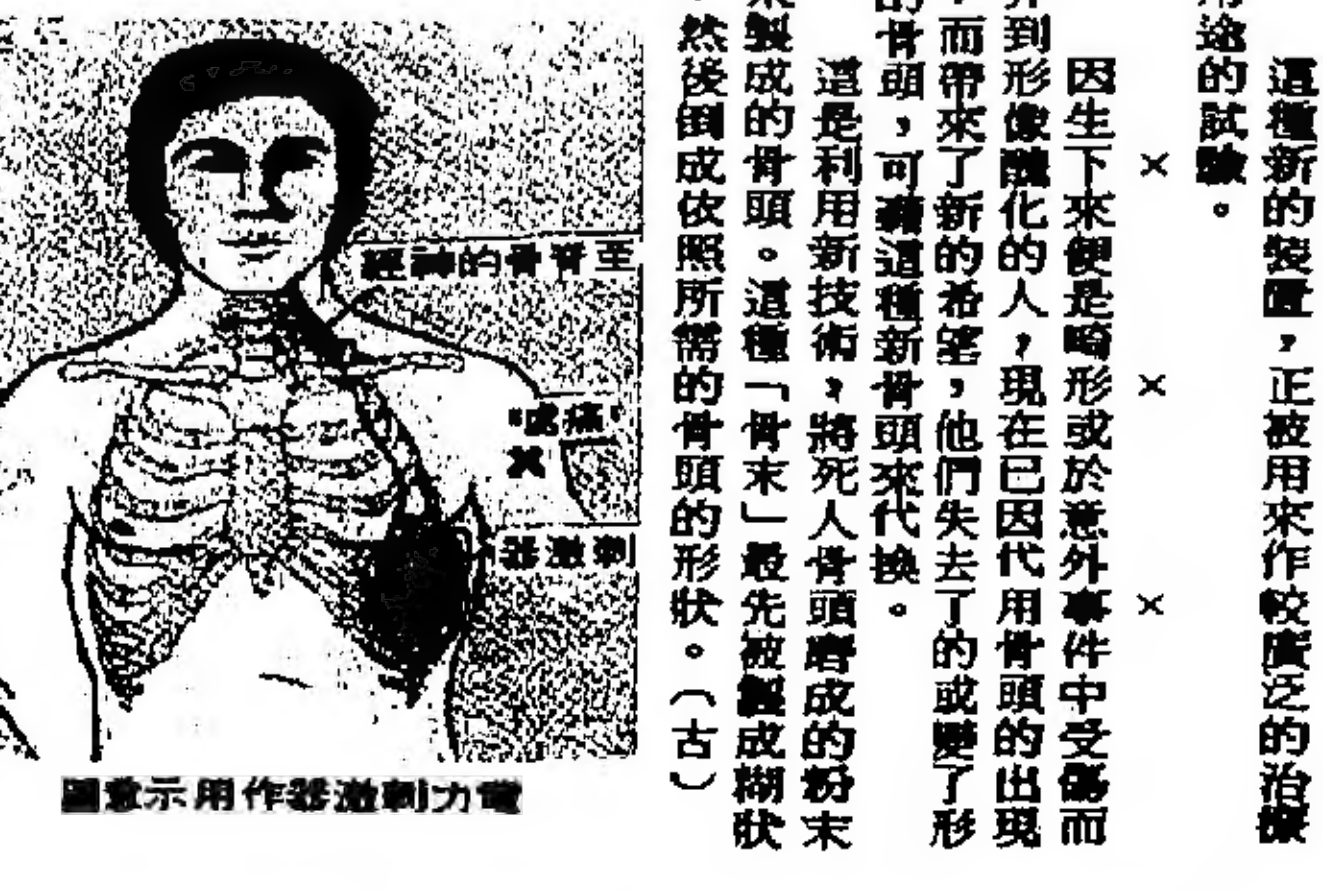 這種新的裝置，正被用來作較廣泛的治療
用途的試驗。
×　×　×
因生下來便是畸形或於意外事件中受傷而
弄到形像醜化的人，現在已因代用骨頭的出現
，而帶來了新的希望，他們失去了的或變了形
的骨頭，可藉這種新骨頭來代換。
這是利用新技術，將死人骨頭磨成的粉末
來製成的骨頭。這種「骨末」最先被製成糊狀
，然後倒成依照所需的骨頭的形狀。（古）
經神的骨脊至
"處痛"
×
器激刺
圖意示用作器激刺力電